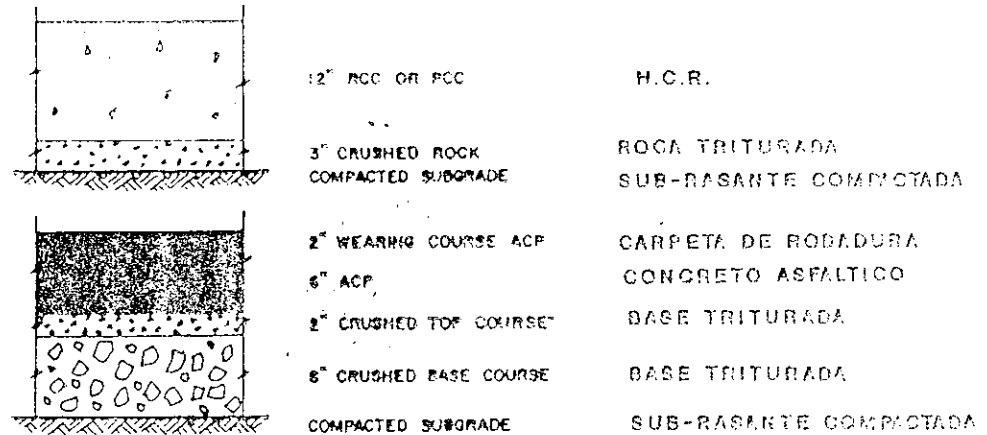 12" RCC OR PCC H.C.R.
3" CRUSHED ROCK ROCA TRITURADA
COMPACTED SUBGRADE SUB-RASANTE COMPACTADA
2" WEARING COURSE ACP CARPETA DE RODADURA
6" ACP CONCRETO ASFALTICO
2" CRUSHED TOP COURSE BASE TRITURADA
8" CRUSHED BASE COURSE BASE TRITURADA
COMPACTED SUBGRADE SUB-RASANTE COMPACTADA